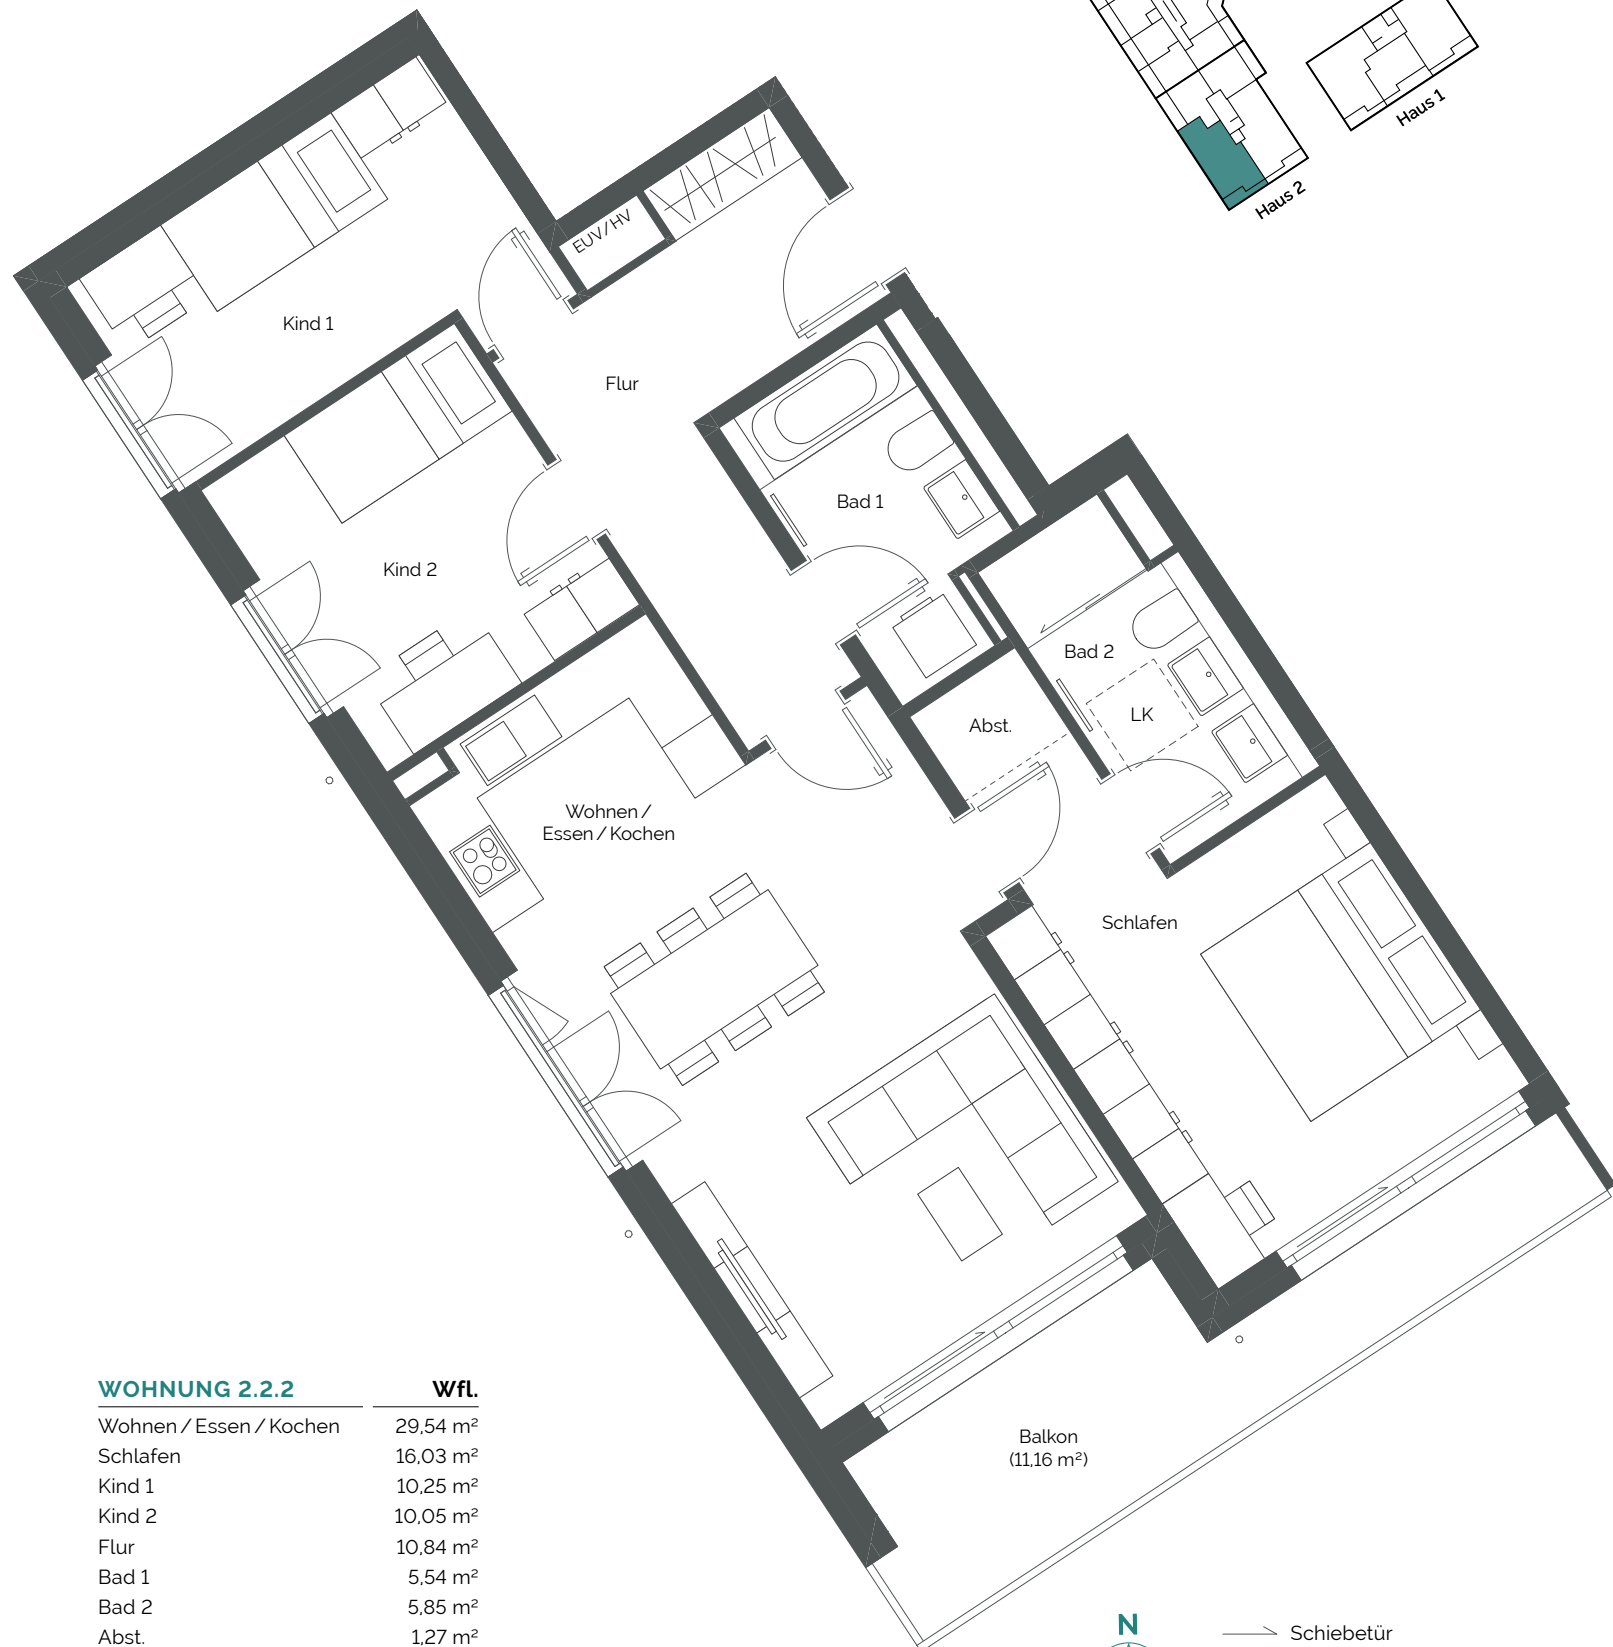 Haus 1
Haus 2
EUV / HV
Kind 1
Flur
Bad 1
Kind 2
Bad 2
LK
Abst.
Wohnen /
Essen / Kochen
Schlafen
Balkon
(11,16 m²)
WOHNUNG 2.2.2 Wfl.
Wohnen / Essen / Kochen 29,54 m²
Schlafen 16,03 m²
Kind 1 10,25 m²
Kind 2 10,05 m²
Flur 10,84 m²
Bad 1 5,54 m²
Bad 2 5,85 m²
Abst. 1,27 m²
N
Schiebetür